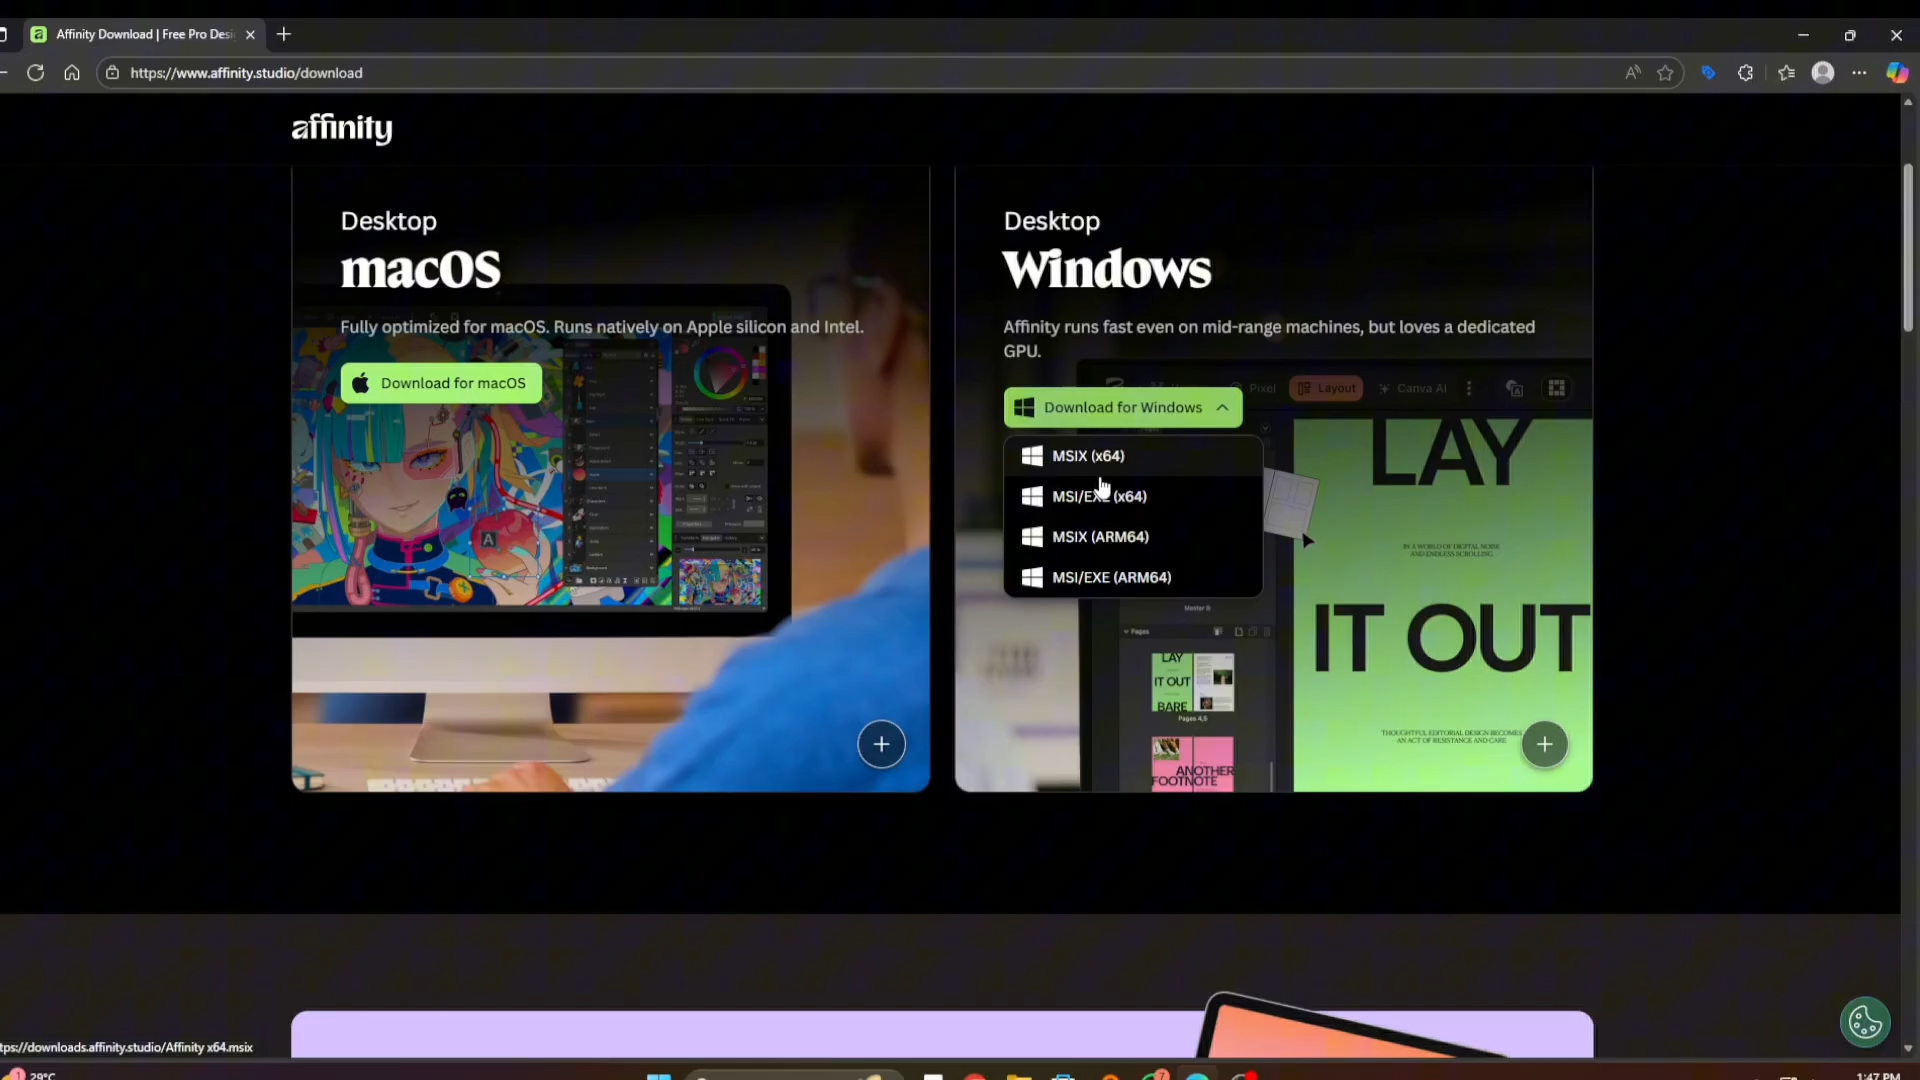 Affinity Download | Free Pro Desi
https://www.affinity.studio/download
affinity
Desktop
macOS
Fully optimized for macOS. Runs natively on Apple silicon and Intel.
Download for macOS
Desktop
Windows
Affinity runs fast even on mid-range machines, but loves a dedicated
GPU.
Pixel
Layout
Canva AI
Download for Windows
MSIX (x64)
MSI/EXE (x64)
MSIX (ARM64)
MSI/EXE (ARM64)
A
LAY
IN A WORLD OF DIGITAL NOISE
AND ENDLESS SCROLLING
IT OUT
THOUGHTFUL EDITORIAL DESIGN BECOMES
AN ACT OF RESISTANCE AND CARE
Master B
Pages
LAY
IT OUT
BARE
Pages 4,5
ANOTHER
FOOTNOTE
tps://downloads.affinity.studio/Affinity x64.msix
1
29°C
7
1:47 PM